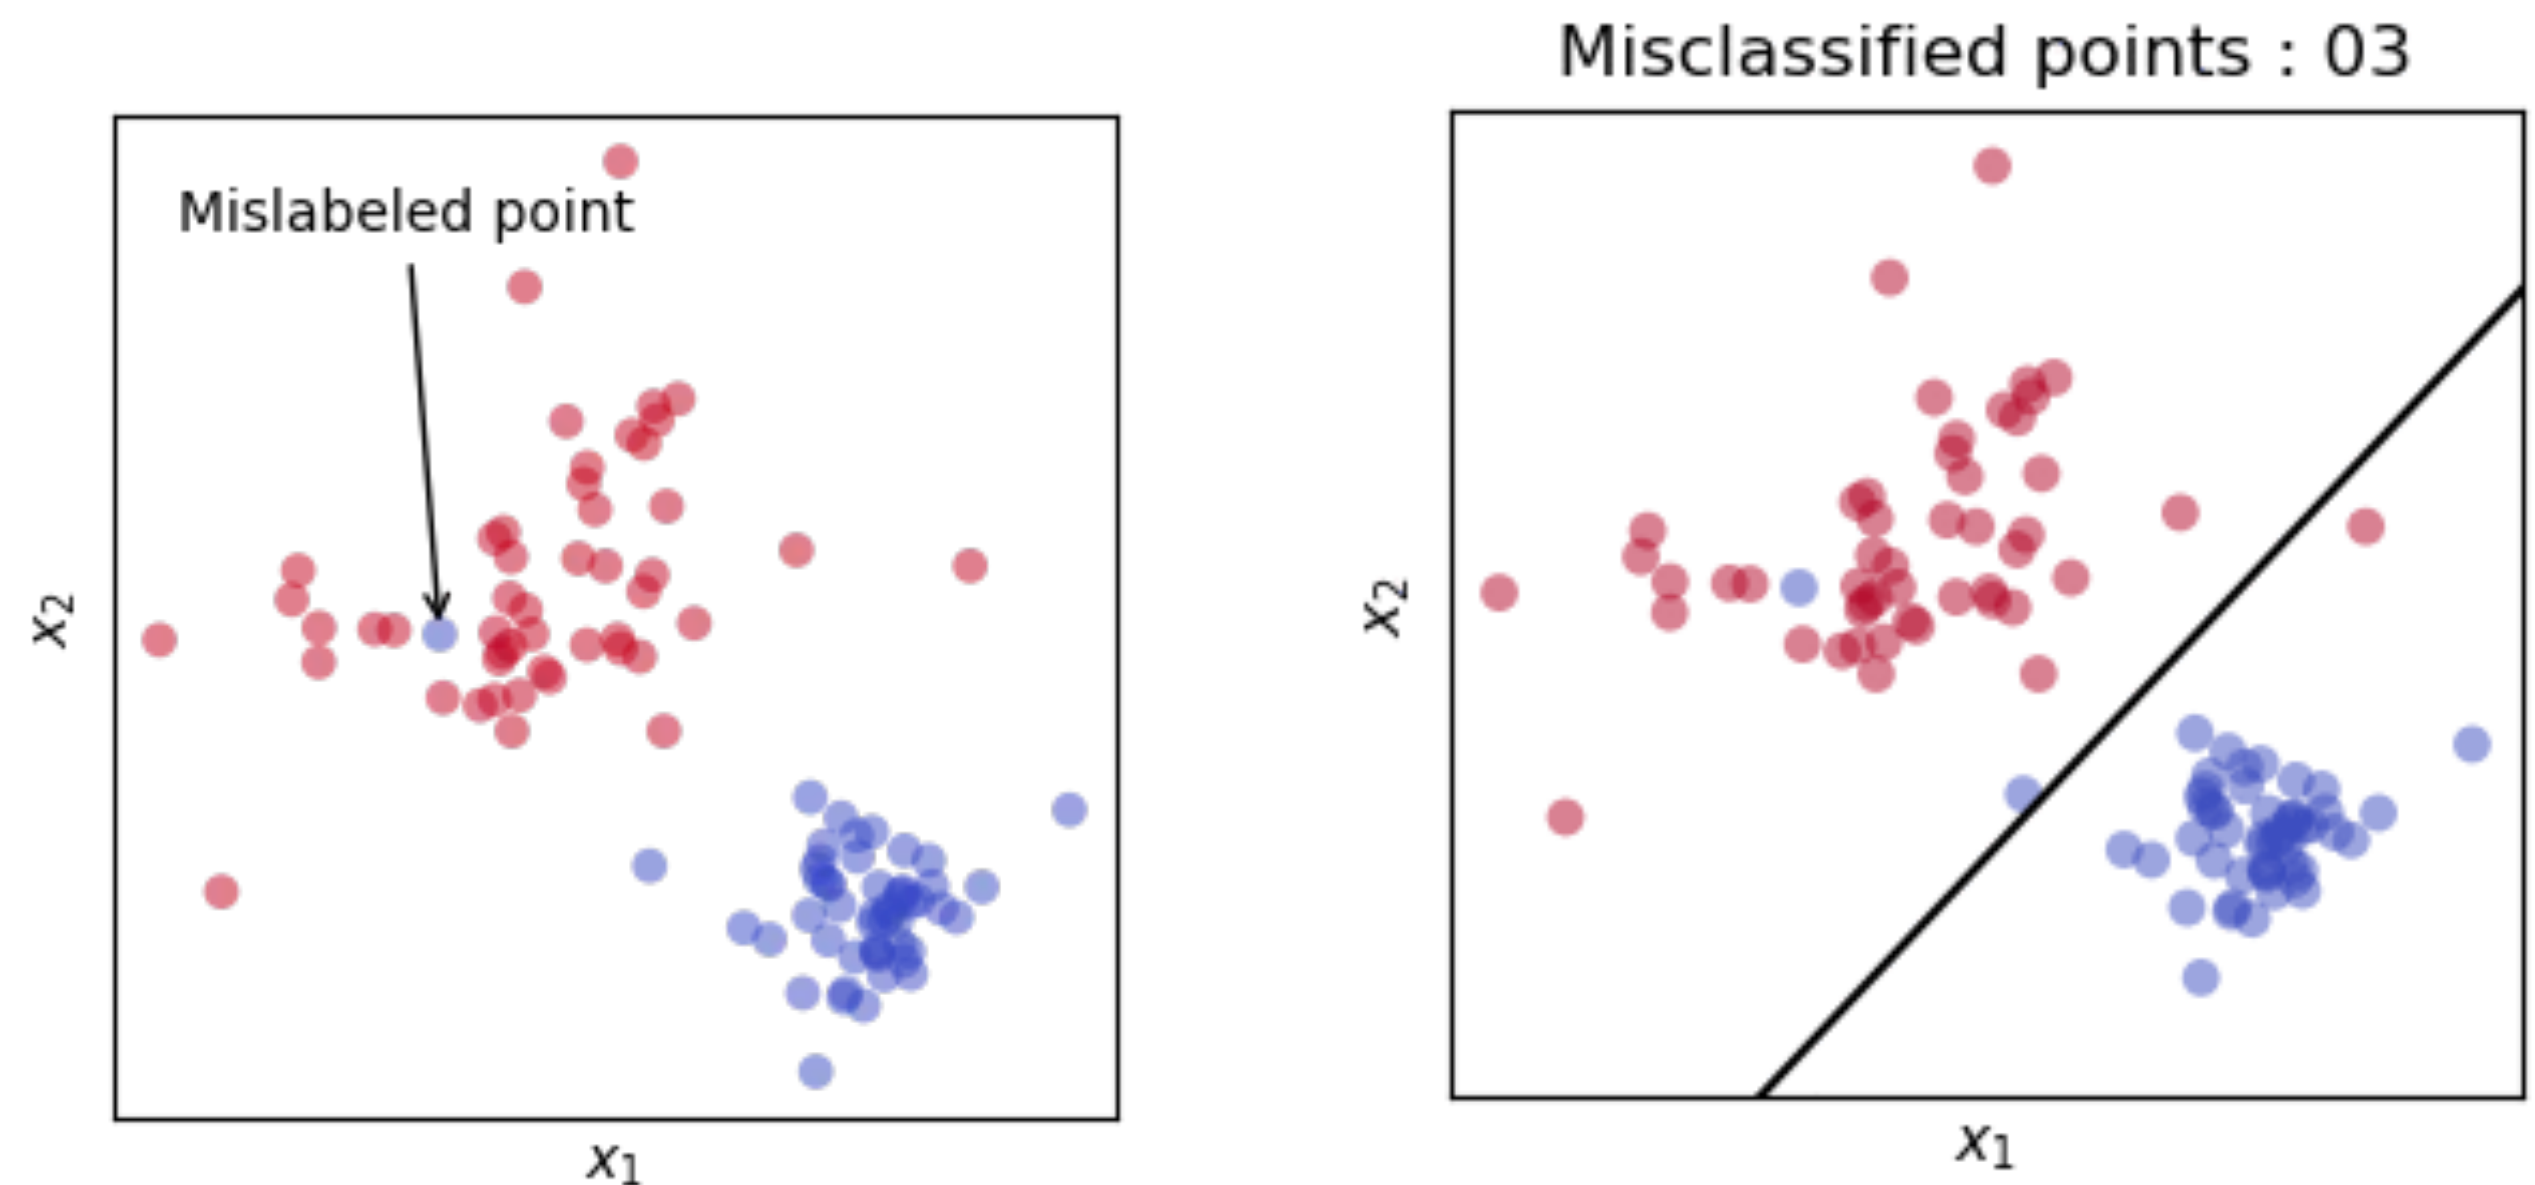 Mislabeled point
x₂
x₁
Misclassified points : 03
x₂
x₁